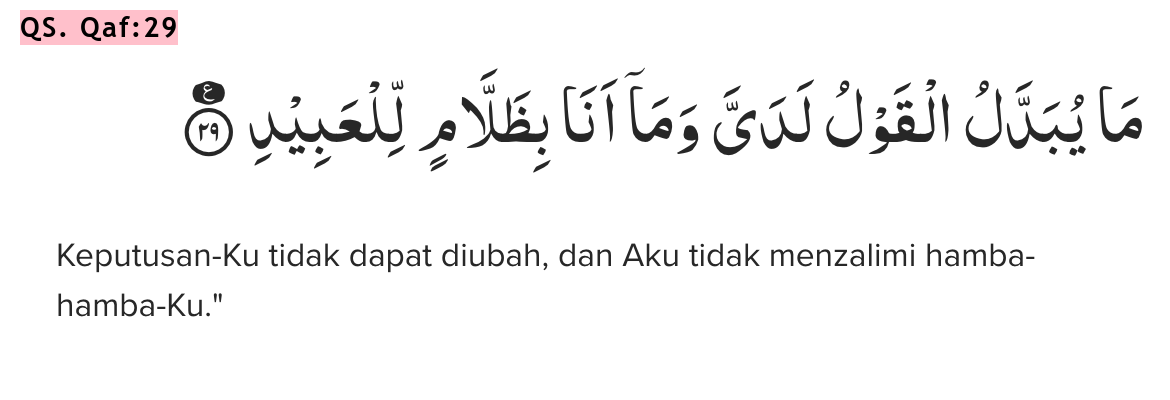 QS. Qaf:29
مَا يُبَدَّلُ الْقَوْلُ لَدَيَّ وَمَآ اَنَا۠ بِظَلَّامٍ لِّلْعَبِيْدِ ࣖ ٢٩
Keputusan-Ku tidak dapat diubah, dan Aku tidak menzalimi hamba-
hamba-Ku."